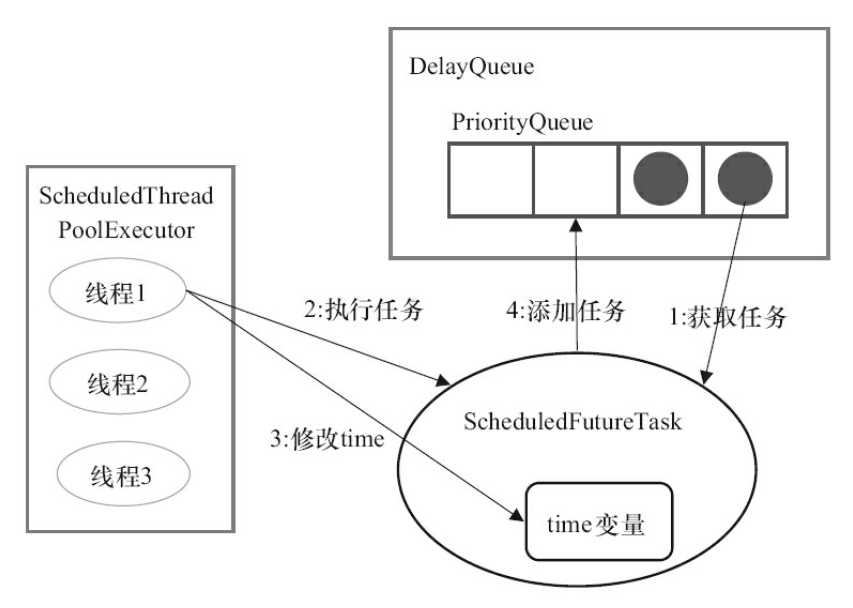 DelayQueue
PriorityQueue
ScheduledThread
PoolExecutor
线程1
线程2
线程3
2:执行任务
4:添加任务
1:获取任务
3:修改time
ScheduledFutureTask
time变量